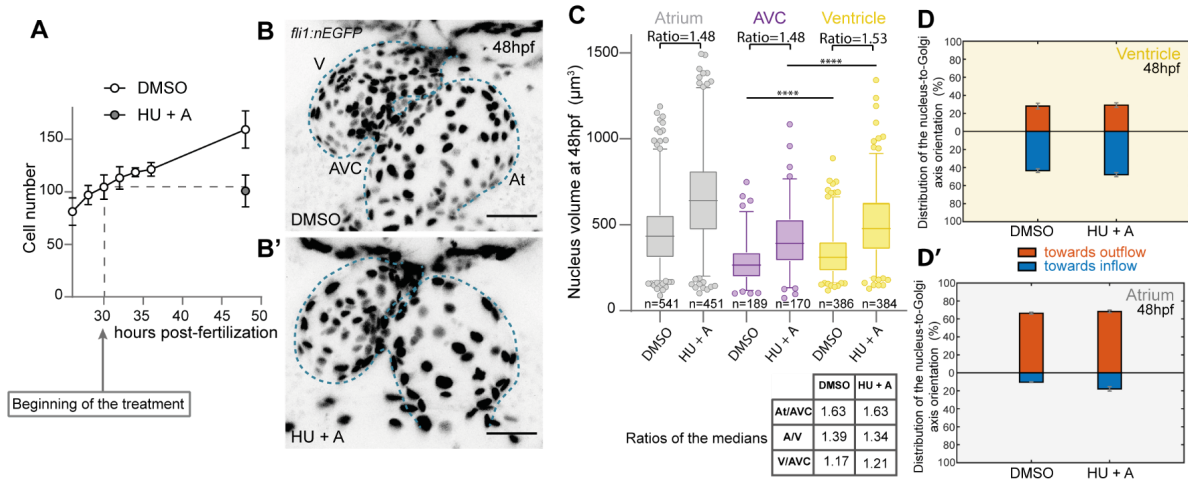 A
DMSO
HU + A
150
100
50
0
Cell number
30
40
50
hours post-fertilization
Beginning of the treatment
B
fli1:nEGFP
48hpf
V
AVC
At
DMSO
B'
HU + A
C
Atrium
AVC
Ventricle
Ratio=1.48
Ratio=1.48
Ratio=1.53
****
****
Nucleus volume at 48hpf (μm³)
1500
1000
500
0
n=541
n=451
n=189
n=170
n=386
n=384
DMSO
HU + A
DMSO
HU + A
DMSO
HU + A
Ratios of the medians
DMSO HU + A
At/AVC 1.63 1.63
A/V 1.39 1.34
V/AVC 1.17 1.21
D
Ventricle
48hpf
Distribution of the nucleus-to-Golgi
axis orientation (%)
100
80
60
40
20
0
20
40
60
80
100
DMSO
HU + A
towards outflow
towards inflow
D'
Atrium
48hpf
Distribution of the nucleus-to-Golgi
axis orientation (%)
100
80
60
40
20
0
20
40
60
80
100
DMSO
HU + A